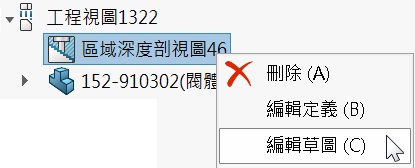 工程視圖1322
區域深度剖視圖46
152-910302(閥體
刪除 (A)
編輯定義 (B)
編輯草圖 (C)